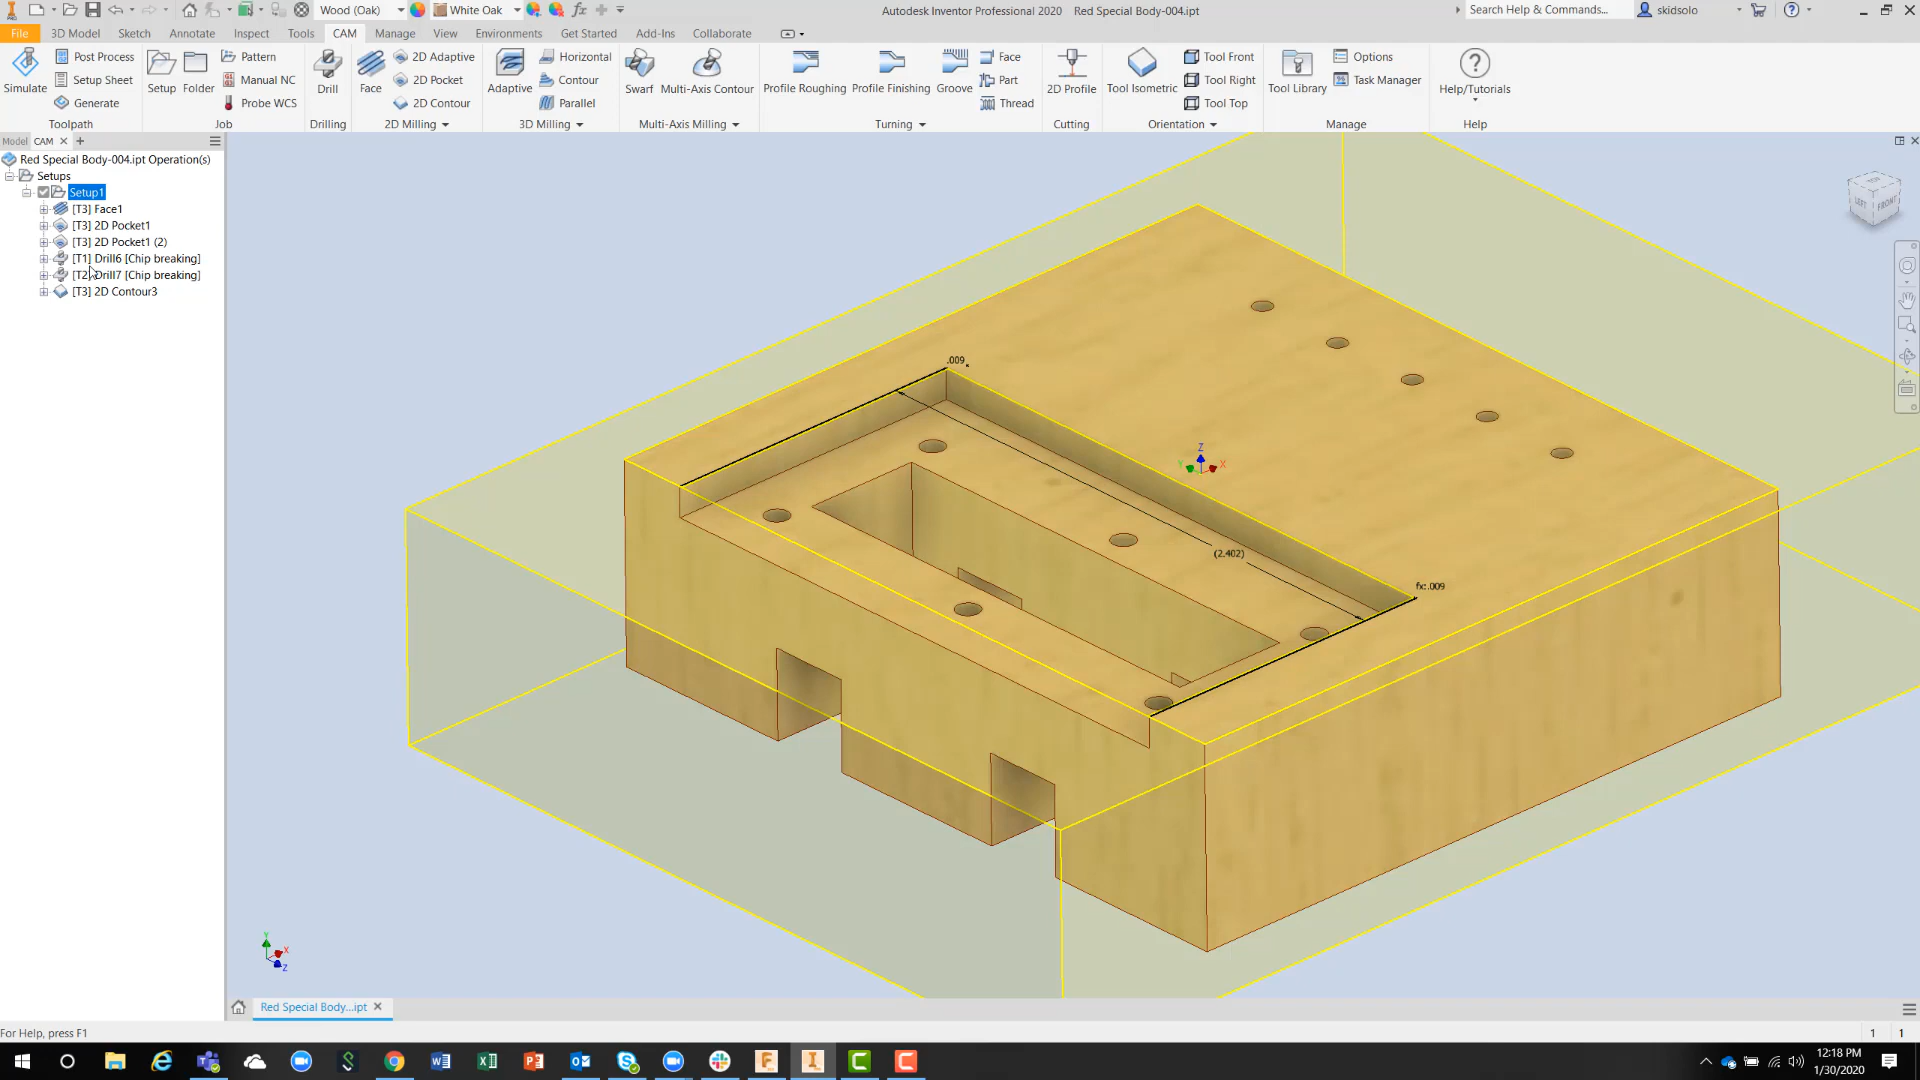 Wood (Oak)
White Oak
Autodesk Inventor Professional 2020 Red Special Body-004.ipt
Search Help & Commands...
skidsolo
File 3D Model Sketch Annotate Inspect Tools CAM Manage View Environments Get Started Add-Ins Collaborate
Simulate
Post Process
Setup Sheet
Generate
Toolpath
Setup
Folder
Pattern
Manual NC
Probe WCS
Job
Drill
Drilling
Face
2D Adaptive
2D Pocket
2D Contour
2D Milling
Adaptive
Horizontal
Contour
Parallel
3D Milling
Swarf
Multi-Axis Contour
Multi-Axis Milling
Profile Roughing
Profile Finishing
Groove
Face
Part
Thread
Turning
2D Profile
Cutting
Tool Isometric
Tool Front
Tool Right
Tool Top
Orientation
Tool Library
Options
Task Manager
Manage
Help/Tutorials
Help
Model CAM
Red Special Body-004.ipt Operation(s)
Setups
Setup1
[T3] Face1
[T3] 2D Pocket1
[T3] 2D Pocket1 (2)
[T1] Drill6 [Chip breaking]
[T2] Drill7 [Chip breaking]
[T3] 2D Contour3
TOP
LEFT
FRONT
.009
Z
Y
X
(2.402)
fx:.009
Y
X
Z
Red Special Body...ipt
For Help, press F1
1 1
12:18 PM
1/30/2020